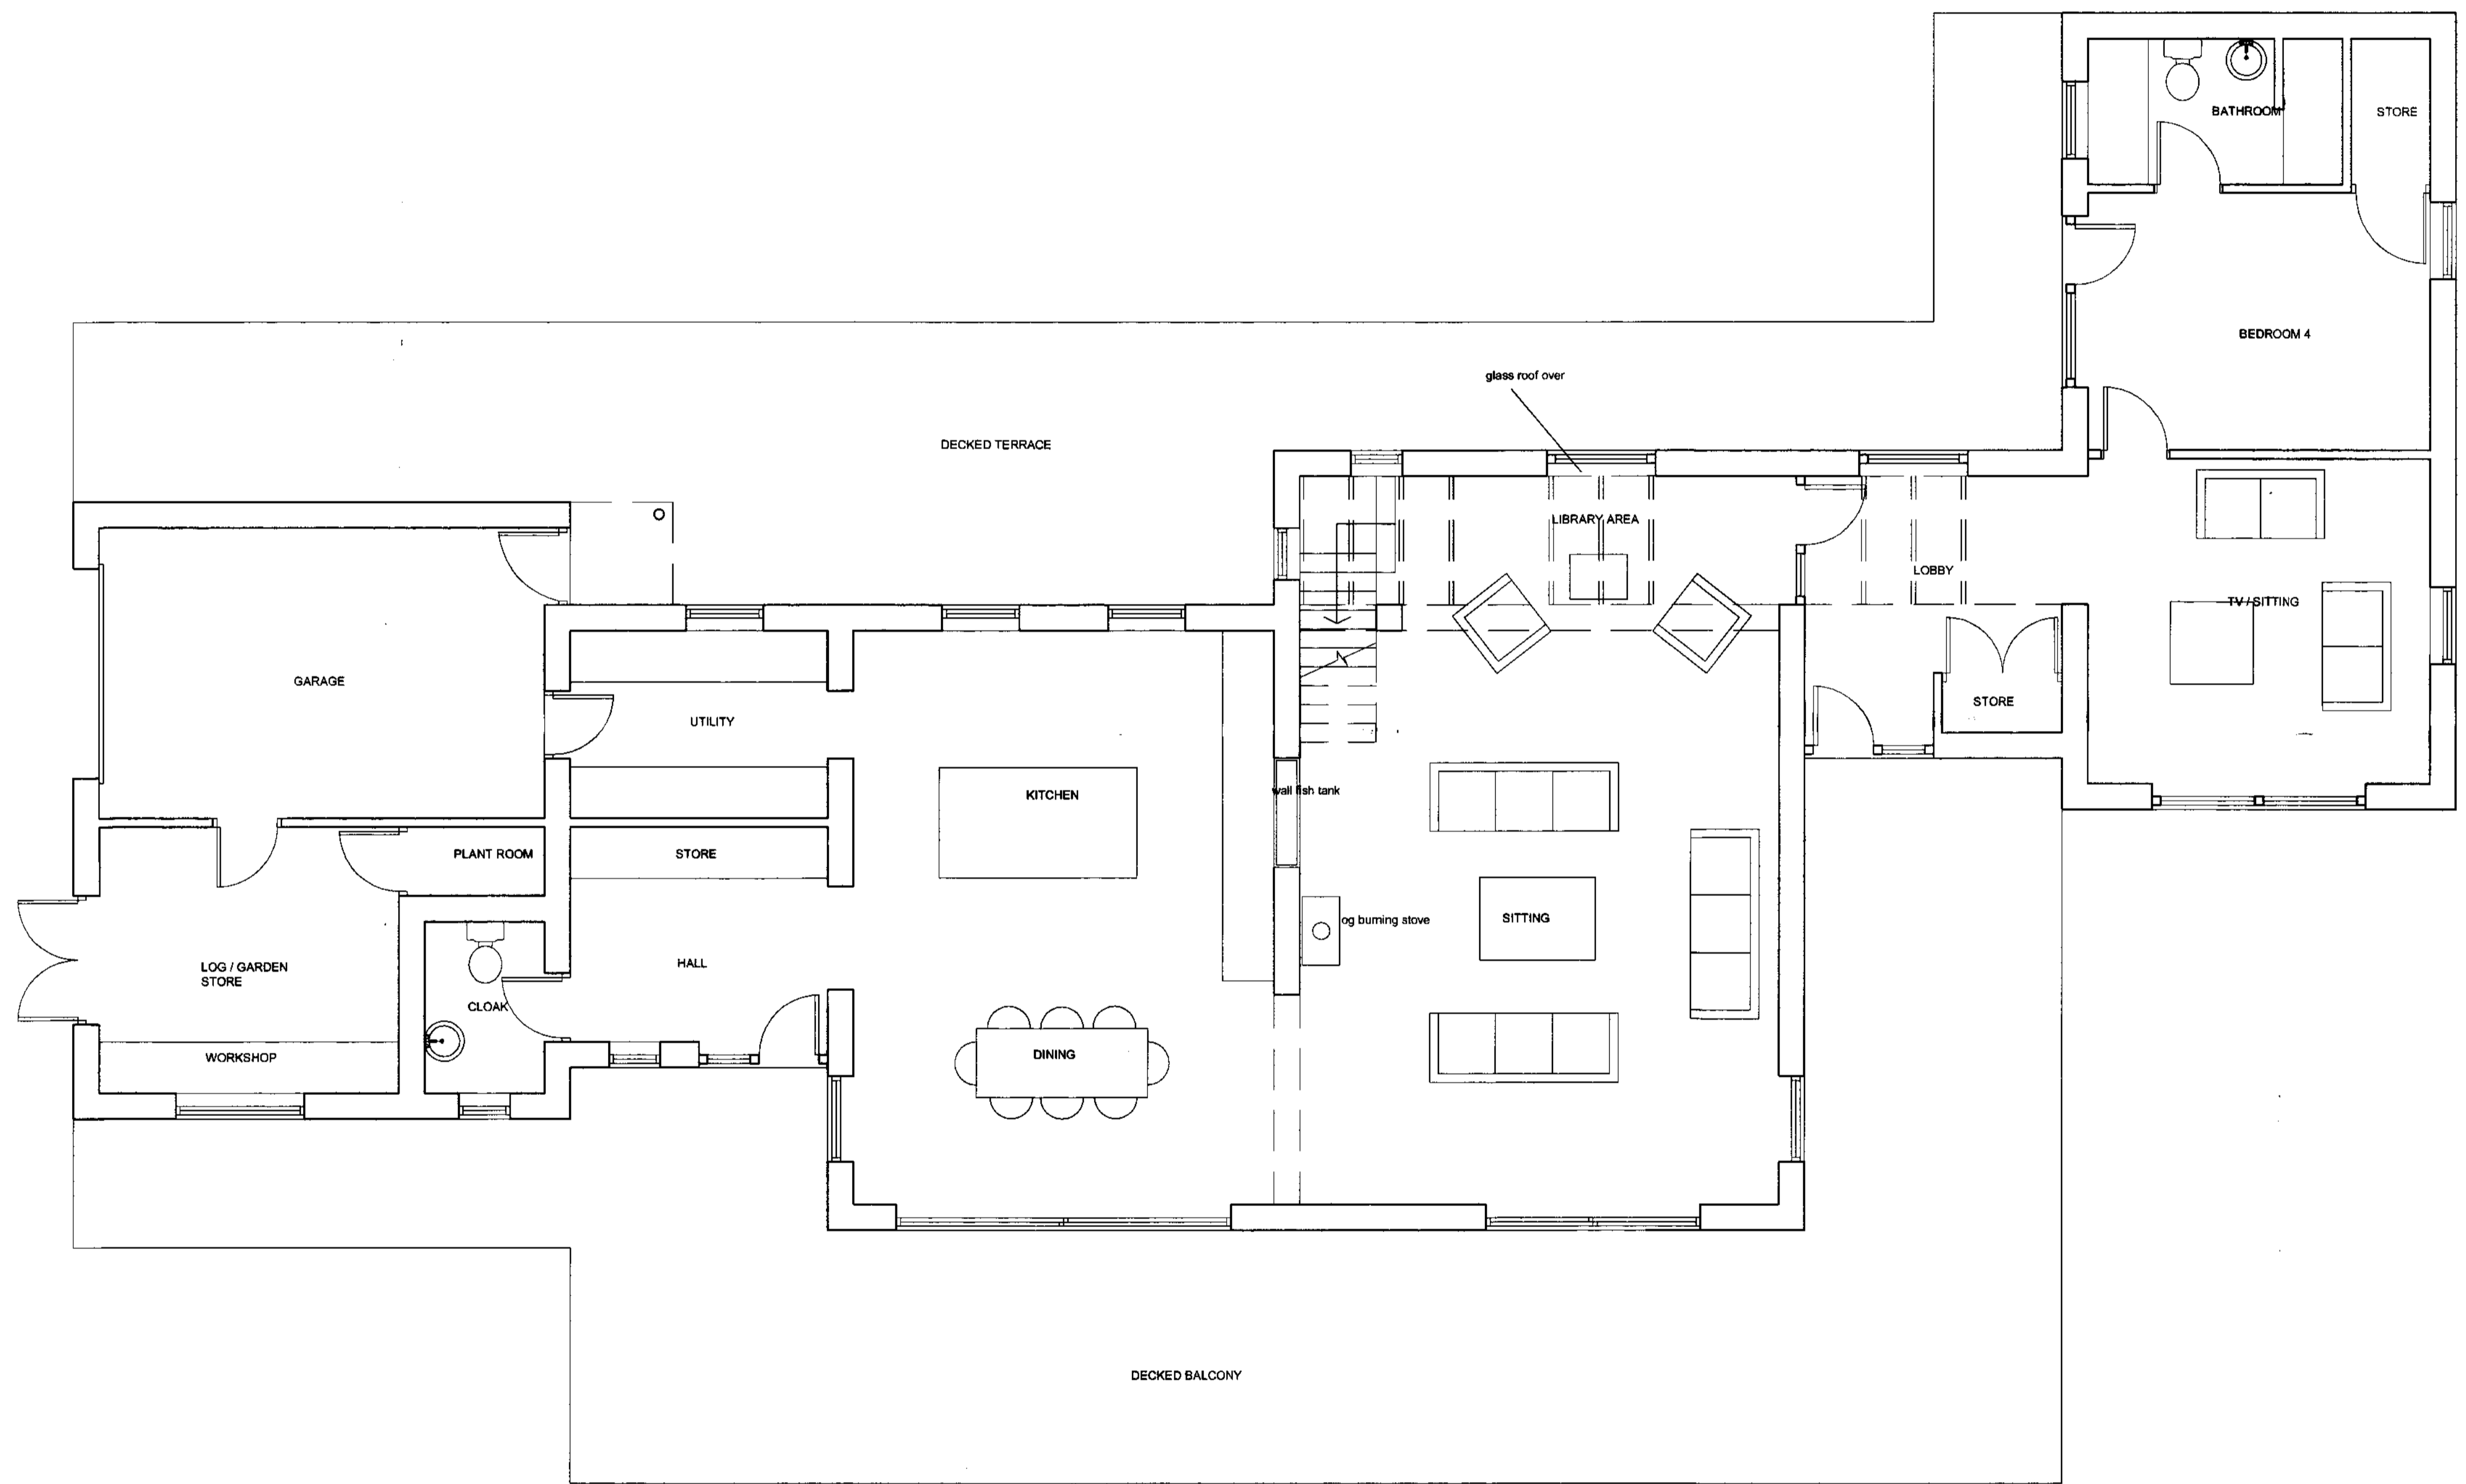 BATHROOM
STORE
BEDROOM 4
glass roof over
DECKED TERRACE
LIBRARY AREA
LOBBY
TV / SITTING
GARAGE
STORE
UTILITY
KITCHEN
wall fish tank
PLANT ROOM
STORE
og burning stove
SITTING
HALL
LOG / GARDEN
STORE
CLOAK
DINING
WORKSHOP
DECKED BALCONY